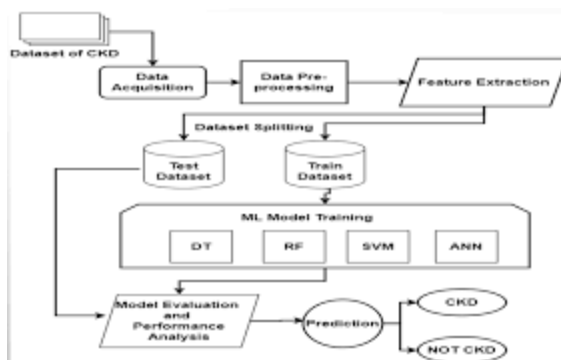 Dataset of CKD
Data
Acquisition
Data Pre-
processing
Feature Extraction
Dataset Splitting
Test
Dataset
Train
Dataset
ML Model Training
DT
RF
SVM
ANN
Model Evaluation
and
Performance
Analysis
Prediction
CKD
NOT CKD